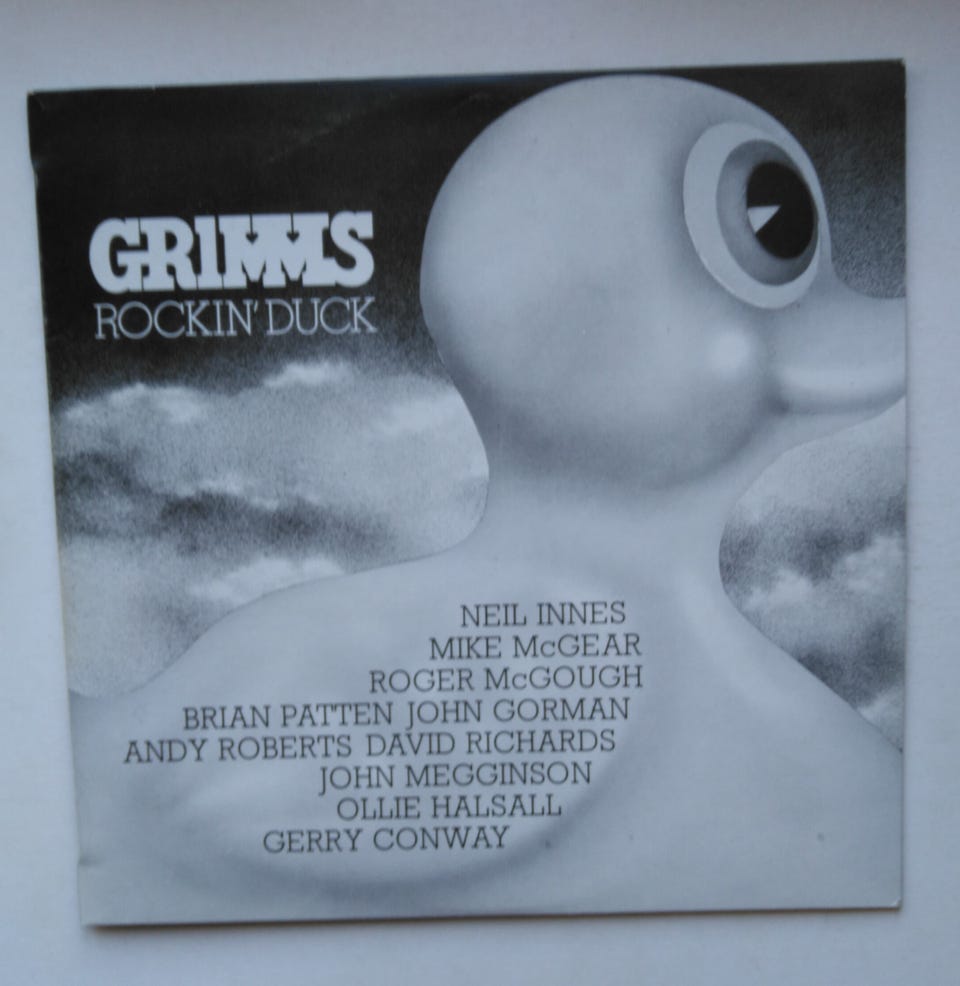 GRIMMS
ROCKIN' DUCK
NEIL INNES
MIKE McGEAR
ROGER McGOUGH
BRIAN PATTEN JOHN GORMAN
ANDY ROBERTS DAVID RICHARDS
JOHN MEGGINSON
OLLIE HALSALL
GERRY CONWAY